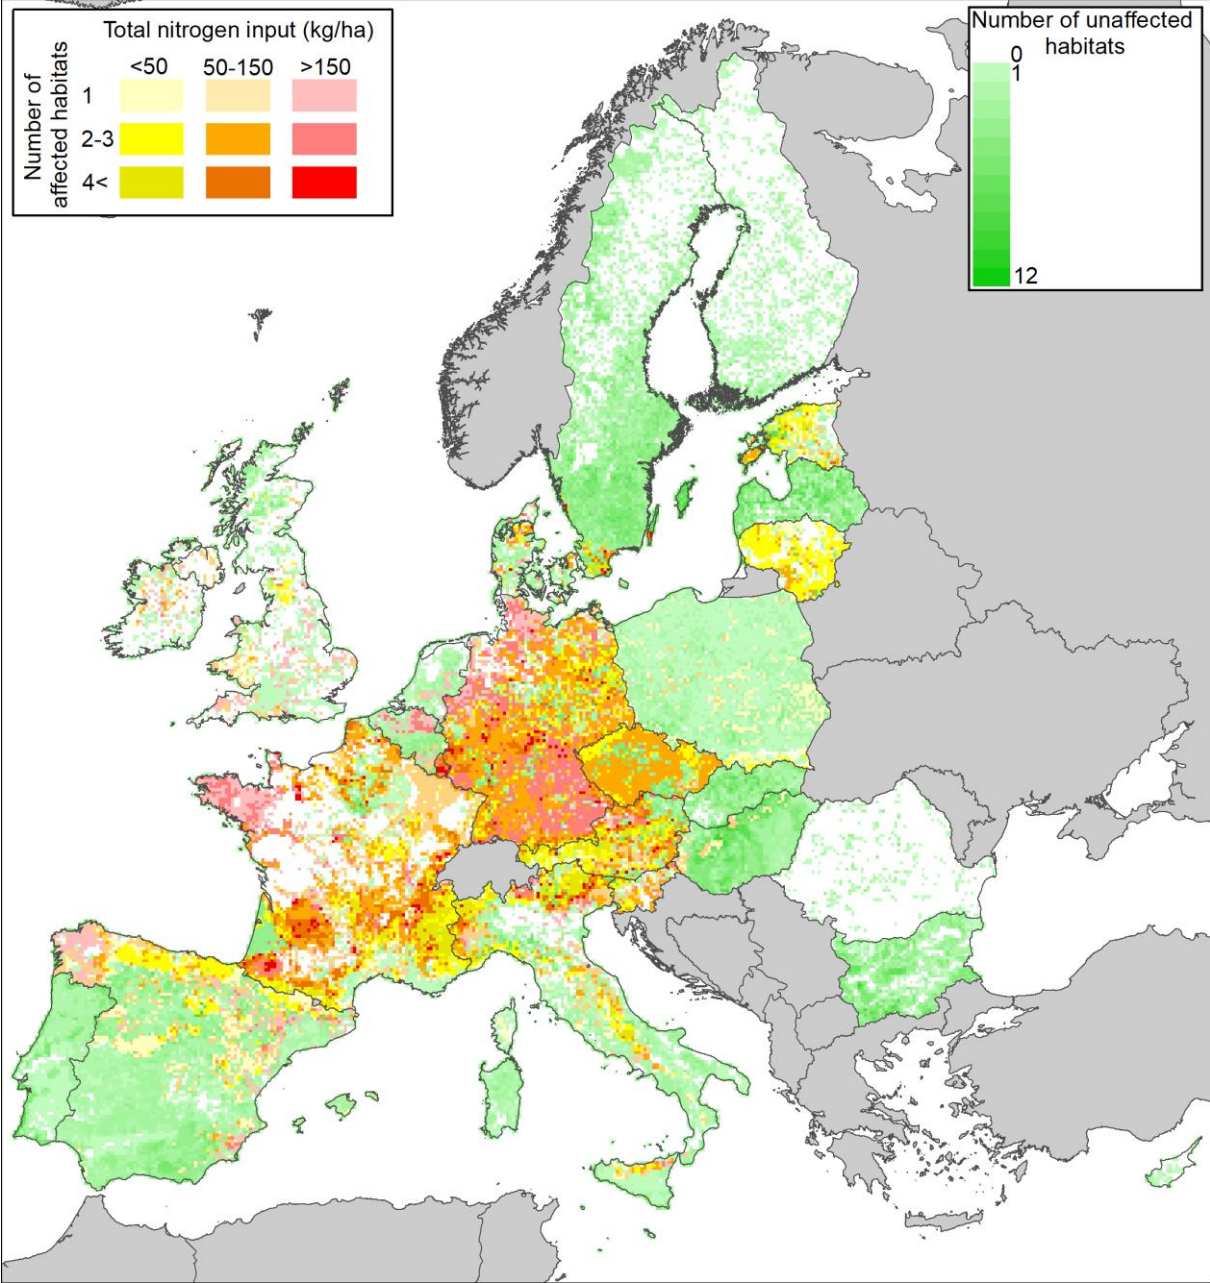 Total nitrogen input (kg/ha)
<50 50-150 >150
Number of
affected habitats
1
2-3
4<
Number of unaffected
habitats
0
1
12